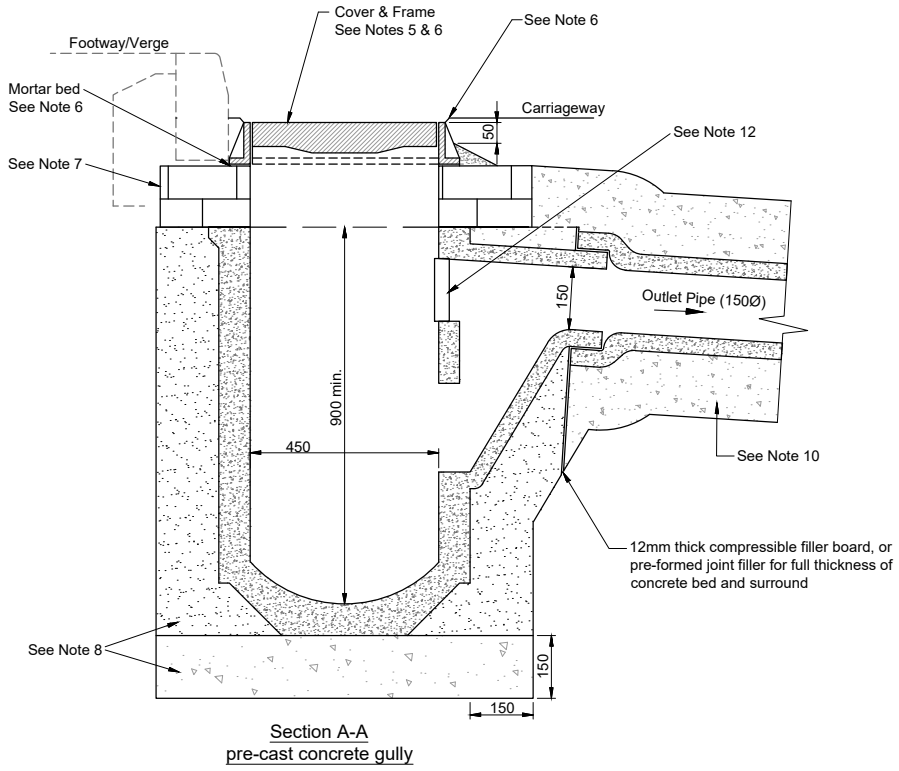 Cover & Frame
See Notes 5 & 6
See Note 6
Footway/Verge
Mortar bed
See Note 6
Carriageway
50
See Note 12
See Note 7
150
Outlet Pipe (150Ø)
900 min.
450
See Note 10
12mm thick compressible filler board, or
pre-formed joint filler for full thickness of
concrete bed and surround
See Note 8
150
150
Section A-A
pre-cast concrete gully